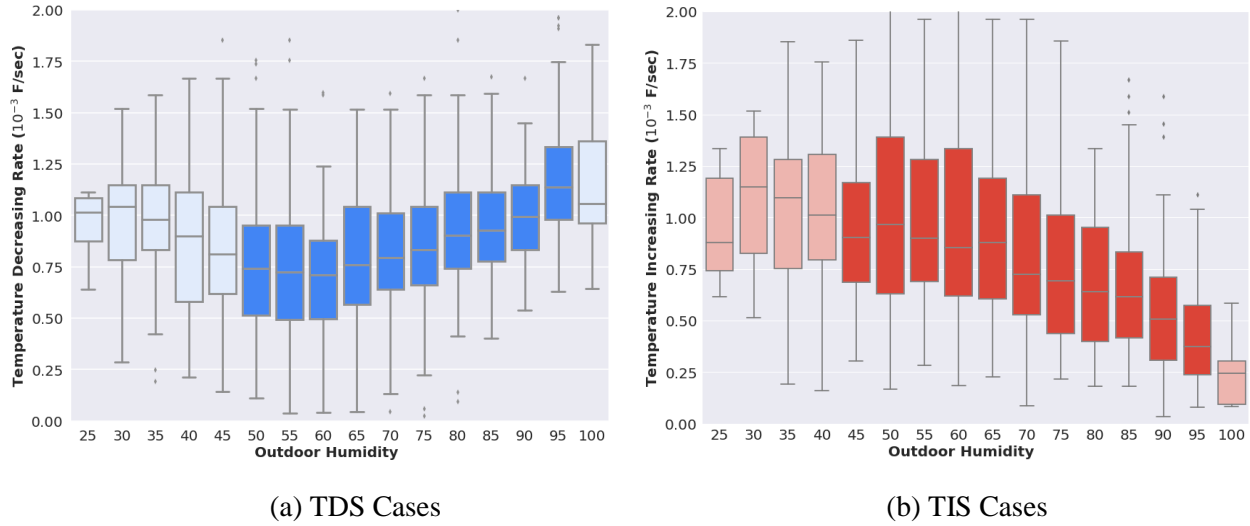 2.00
1.75
1.50
1.25
1.00
0.75
0.50
0.25
0.00
Temperature Decreasing Rate (10⁻³ F/sec)
25 30 35 40 45 50 55 60 65 70 75 80 85 90 95 100
Outdoor Humidity
(a) TDS Cases
2.00
1.75
1.50
1.25
1.00
0.75
0.50
0.25
0.00
Temperature Increasing Rate (10⁻³ F/sec)
25 30 35 40 45 50 55 60 65 70 75 80 85 90 95 100
Outdoor Humidity
(b) TIS Cases